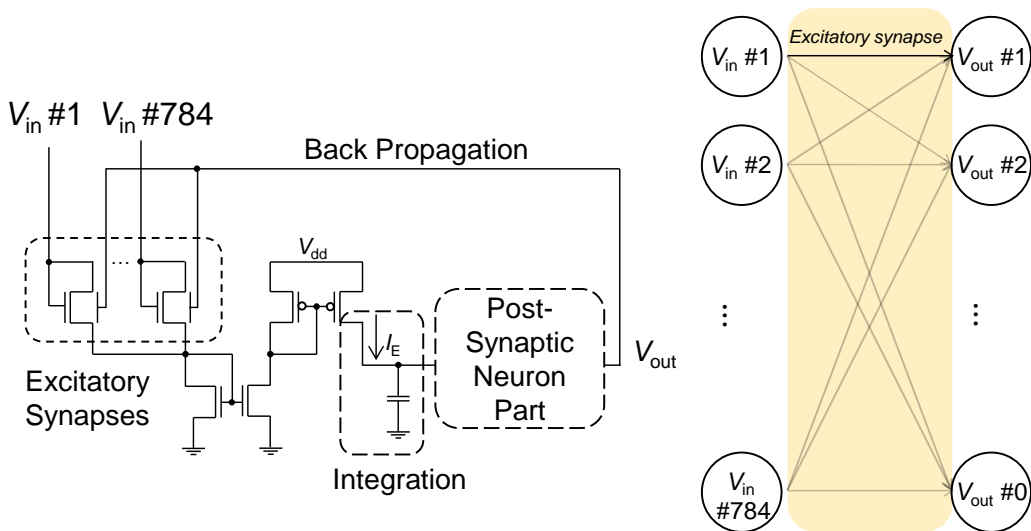 V_in #1 V_in #784
Back Propagation
...
V_dd
I_E
Post-
Synaptic
Neuron
Part
V_out
Excitatory
Synapses
Integration
Excitatory synapse
V_in #1
V_out #1
V_in #2
V_out #2
...
...
V_in
#784
V_out #0